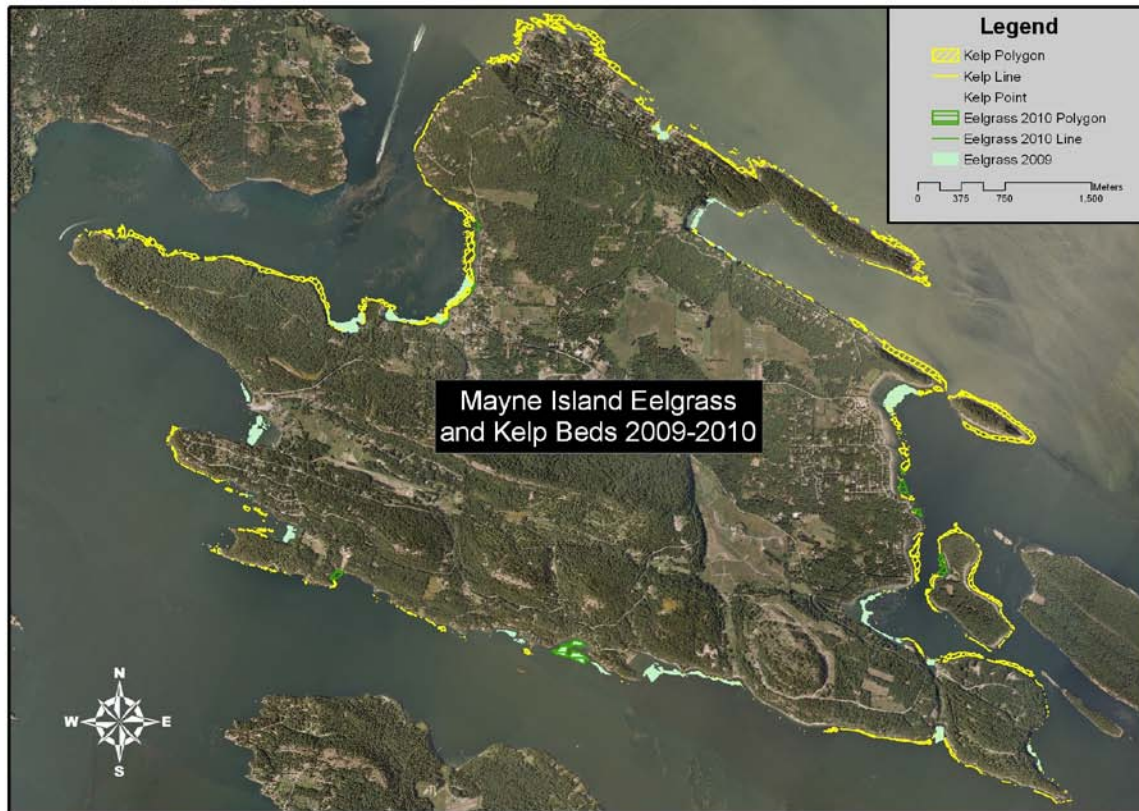 Legend
Kelp Polygon
Kelp Line
Kelp Point
Eelgrass 2010 Polygon
Eelgrass 2010 Line
Eelgrass 2009
Meters
0 375 750 1,500
Mayne Island Eelgrass
and Kelp Beds 2009-2010
N
W E
S